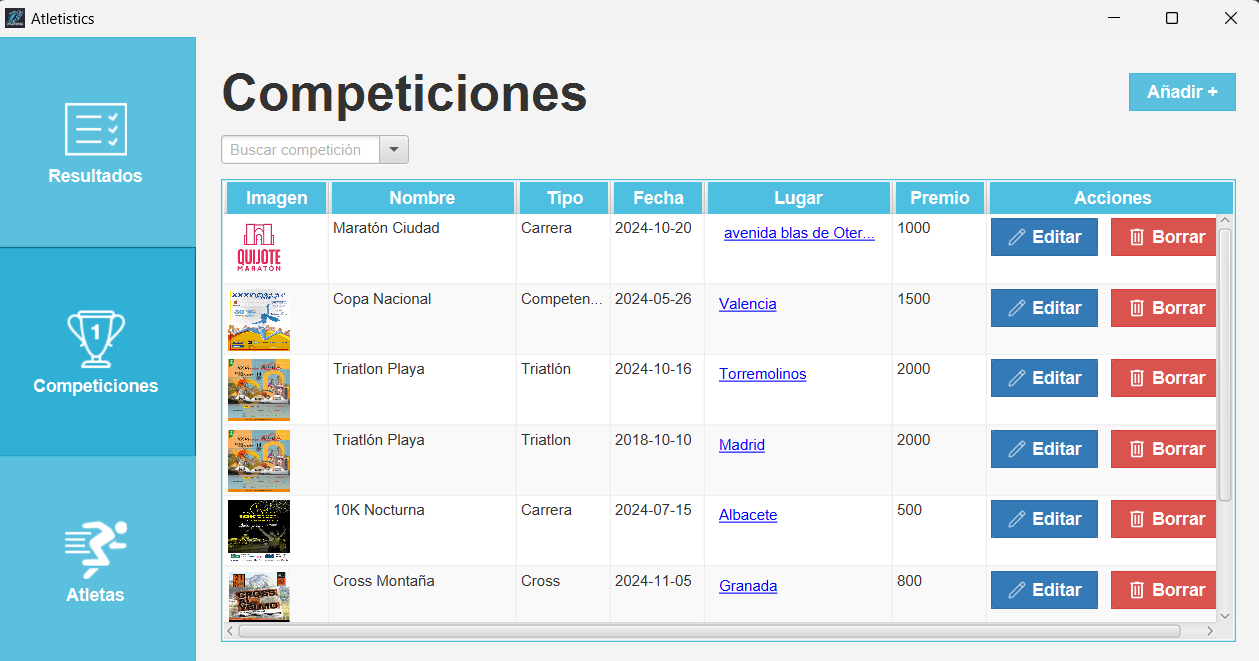 Atletistics
Resultados
Competiciones
Atletas
Competiciones
Añadir +
Buscar competición
Imagen Nombre Tipo Fecha Lugar Premio Acciones
QUIJOTE
MARATÓN
Maratón Ciudad Carrera 2024-10-20 avenida blas de Oter... 1000 Editar Borrar
Copa Nacional Competen... 2024-05-26 Valencia 1500 Editar Borrar
Triatlon Playa Triatlón 2024-10-16 Torremolinos 2000 Editar Borrar
Triatlón Playa Triatlon 2018-10-10 Madrid 2000 Editar Borrar
10K Nocturna Carrera 2024-07-15 Albacete 500 Editar Borrar
Cross Montaña Cross 2024-11-05 Granada 800 Editar Borrar